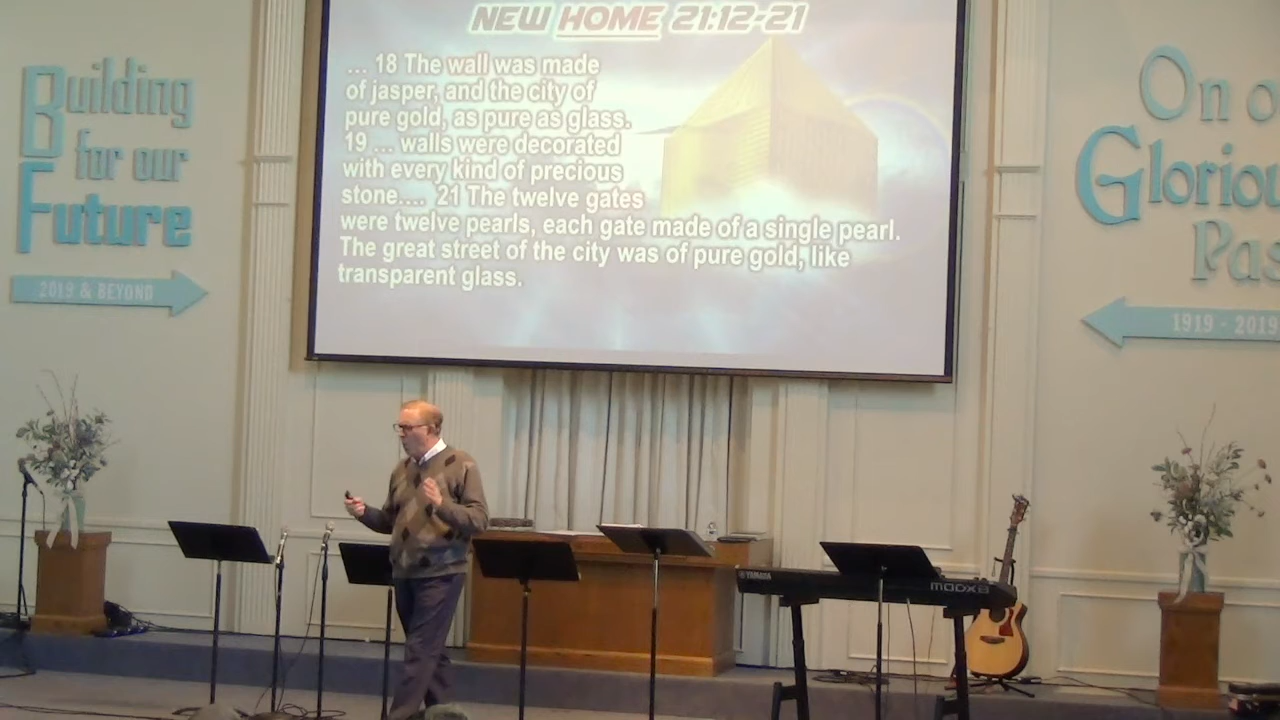 NEW HOME 21:12-21
... 18 The wall was made
of jasper, and the city of
pure gold, as pure as glass.
19 ... walls were decorated
with every kind of precious
stone.... 21 The twelve gates
were twelve pearls, each gate made of a single pearl.
The great street of the city was of pure gold, like
transparent glass.
Building
for our
Future
2019 & BEYOND
On o
Gloriou
Pas
1919 - 2019
YAMAHA
MODX8